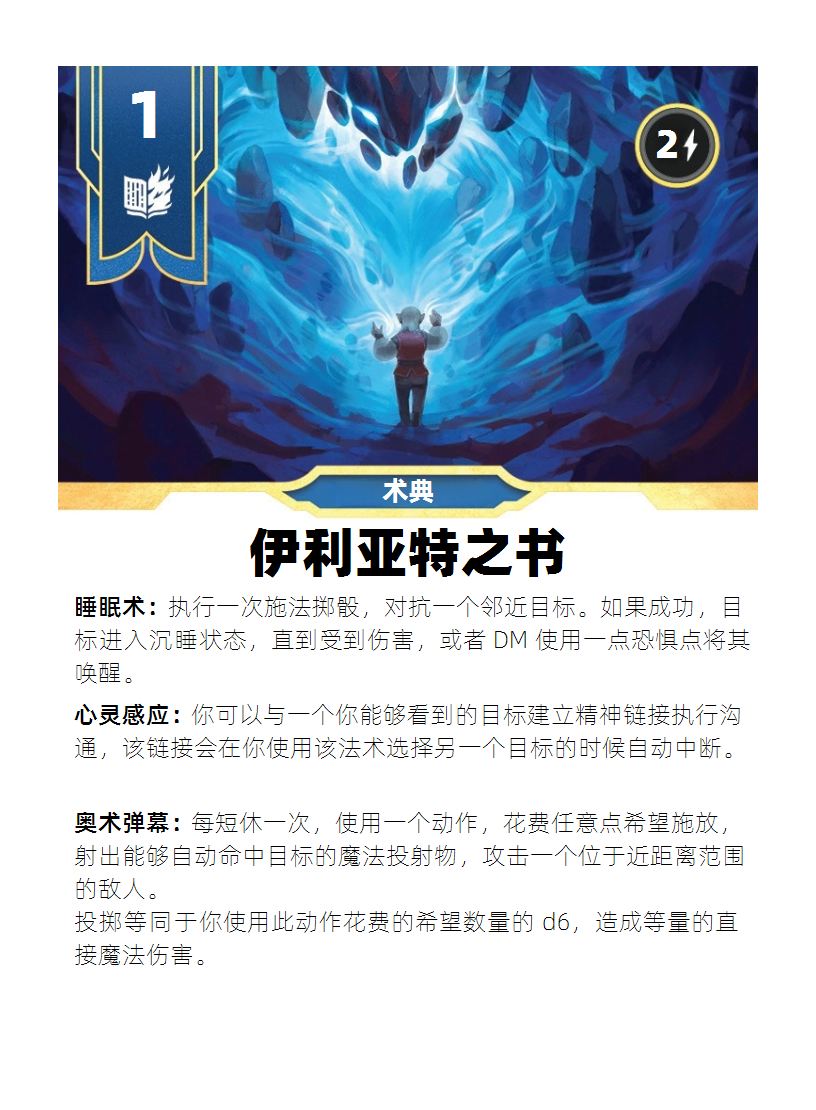 1
2
术典
伊利亚特之书
睡眠术：执行一次施法掷骰，对抗一个邻近目标。如果成功，目
标进入沉睡状态，直到受到伤害，或者 DM 使用一点恐惧点将其
唤醒。
心灵感应：你可以与一个你能够看到的目标建立精神链接执行沟
通，该链接会在你使用该法术选择另一个目标的时候自动中断。
奥术弹幕：每短休一次，使用一个动作，花费任意点希望施放，
射出能够自动命中目标的魔法投射物，攻击一个位于近距离范围
的敌人。
投掷等同于你使用此动作花费的希望数量的 d6，造成等量的直
接魔法伤害。